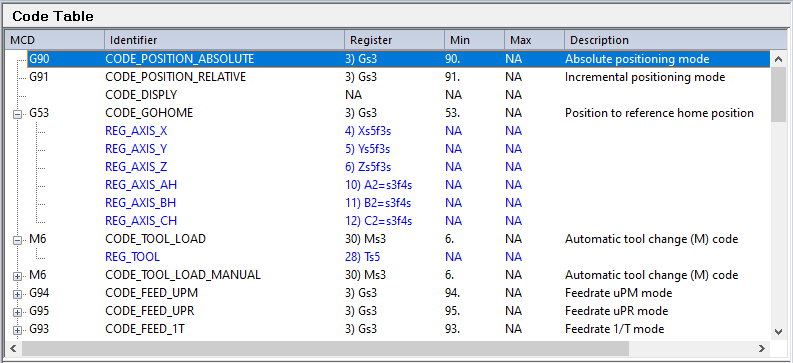 Code Table
MCD Identifier Register Min Max Description
G90 CODE_POSITION_ABSOLUTE 3) Gs3 90. NA Absolute positioning mode
G91 CODE_POSITION_RELATIVE 3) Gs3 91. NA Incremental positioning mode
CODE_DISPLY NA NA NA
G53 CODE_GOHOME 3) Gs3 53. NA Position to reference home position
REG_AXIS_X 4) Xs5f3s NA NA
REG_AXIS_Y 5) Ys5f3s NA NA
REG_AXIS_Z 6) Zs5f3s NA NA
REG_AXIS_AH 10) A2=s3f4s NA NA
REG_AXIS_BH 11) B2=s3f4s NA NA
REG_AXIS_CH 12) C2=s3f4s NA NA
M6 CODE_TOOL_LOAD 30) Ms3 6. NA Automatic tool change (M) code
REG_TOOL 28) Ts5 NA NA
M6 CODE_TOOL_LOAD_MANUAL 30) Ms3 6. NA Automatic tool change (M) code
G94 CODE_FEED_UPM 3) Gs3 94. NA Feedrate uPM mode
G95 CODE_FEED_UPR 3) Gs3 95. NA Feedrate uPR mode
G93 CODE_FEED_1T 3) Gs3 93. NA Feedrate 1/T mode